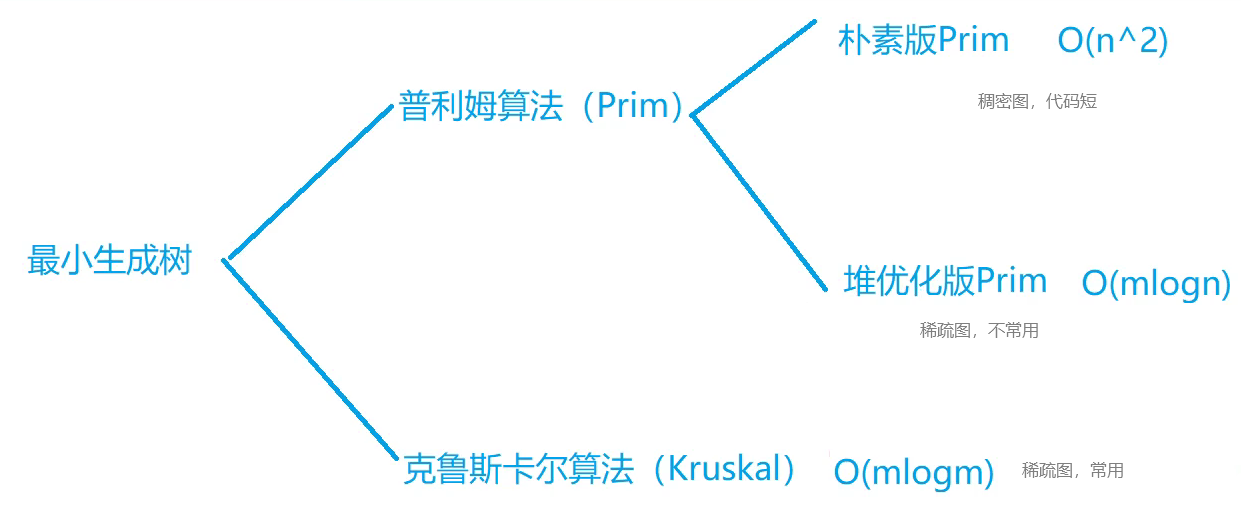 朴素版Prim O(n^2)
稠密图，代码短
普利姆算法（Prim）
最小生成树
堆优化版Prim O(mlogn)
稀疏图，不常用
克鲁斯卡尔算法（Kruskal） O(mlogm) 稀疏图，常用